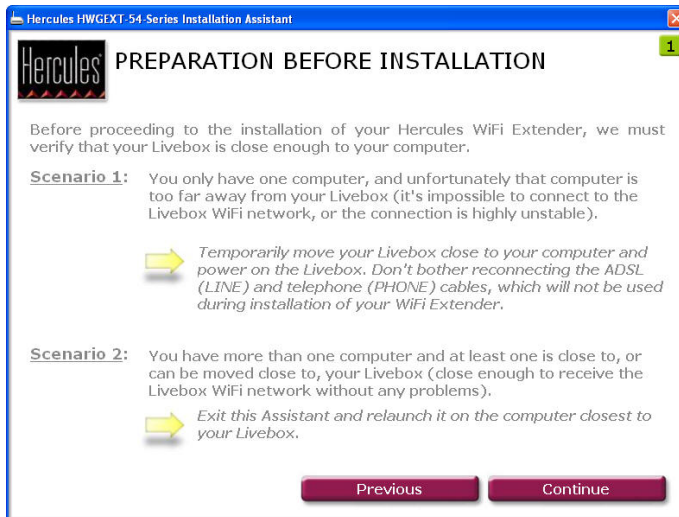 Hercules HWGEXT-54-Series Installation Assistant
1
Hercules
PREPARATION BEFORE INSTALLATION
Before proceeding to the installation of your Hercules WiFi Extender, we must
verify that your Livebox is close enough to your computer.
Scenario 1: You only have one computer, and unfortunately that computer is
too far away from your Livebox (it's impossible to connect to the
Livebox WiFi network, or the connection is highly unstable).
Temporarily move your Livebox close to your computer and
power on the Livebox. Don't bother reconnecting the ADSL
(LINE) and telephone (PHONE) cables, which will not be used
during installation of your WiFi Extender.
Scenario 2: You have more than one computer and at least one is close to, or
can be moved close to, your Livebox (close enough to receive the
Livebox WiFi network without any problems).
Exit this Assistant and relaunch it on the computer closest to
your Livebox.
Previous Continue